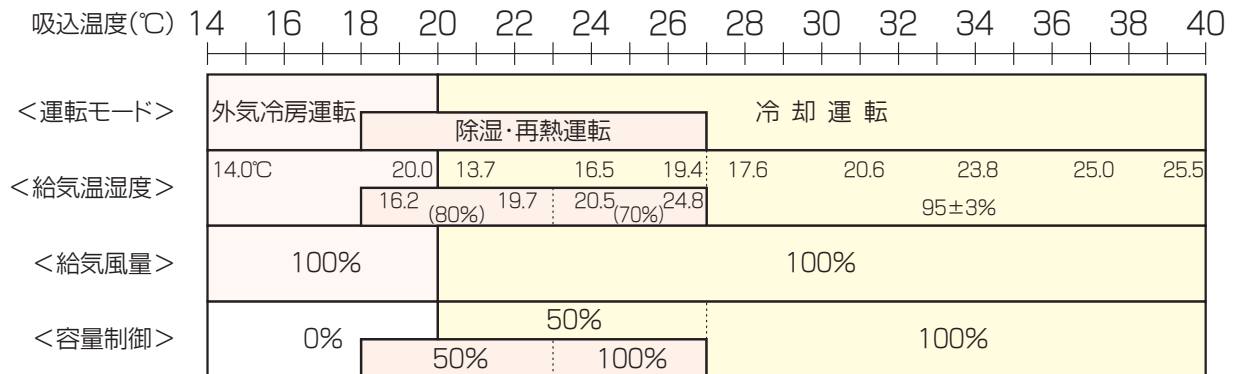 吸込温度(℃) 14 16 18 20 22 24 26 28 30 32 34 36 38 40
＜運転モード＞ 外気冷房運転 冷却運転
除湿・再熱運転
＜給気温湿度＞ 14.0℃ 20.0 13.7 16.5 19.4 17.6 20.6 23.8 25.0 25.5
16.2 (80%) 19.7 20.5 (70%) 24.8 95±3%
＜給気風量＞ 100% 100%
＜容量制御＞ 0% 50% 100%
50% 100%